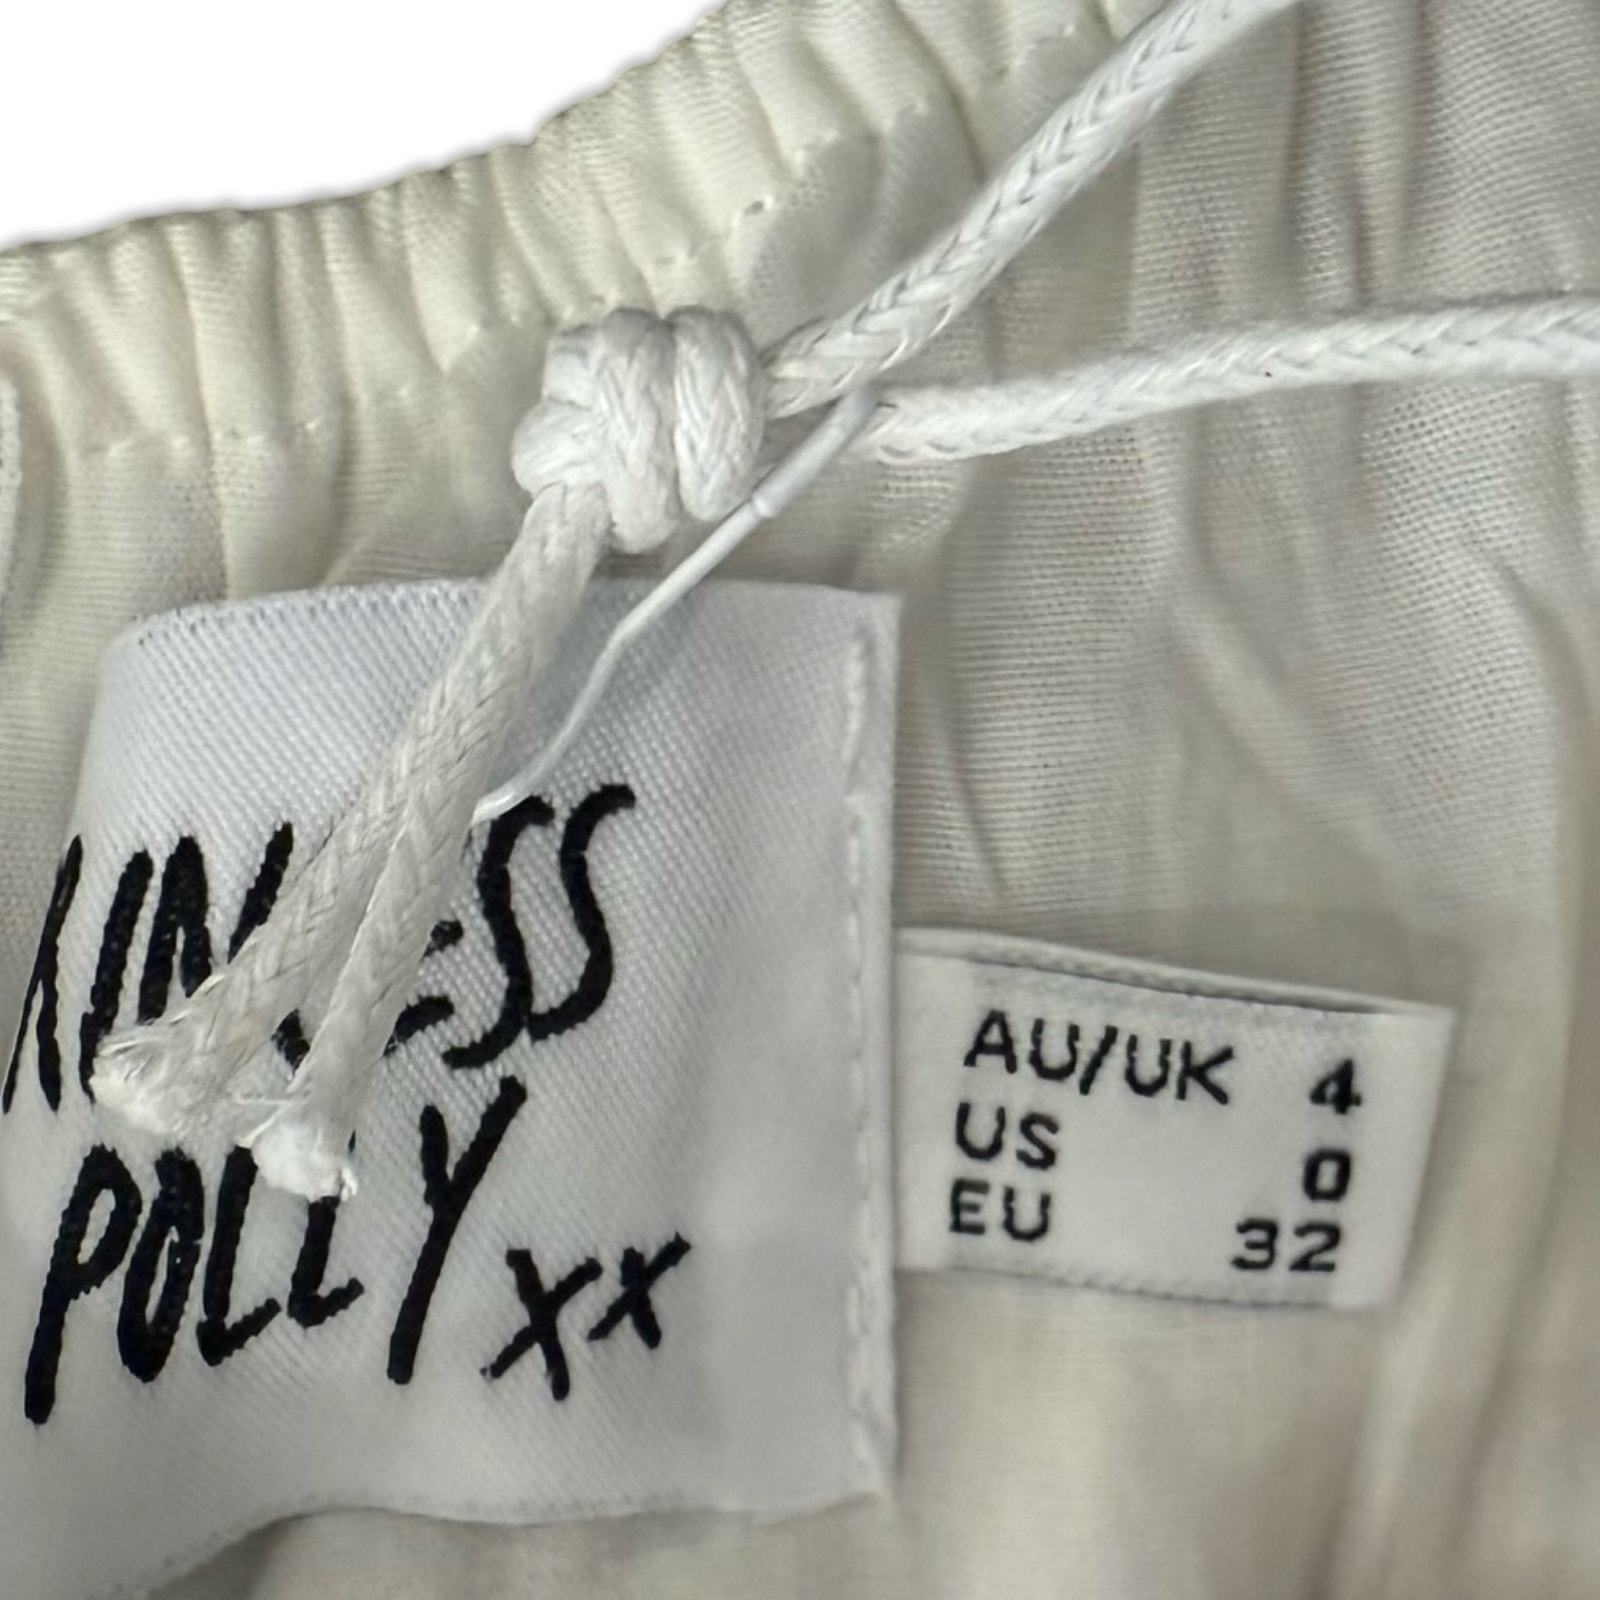 POLLY xx
AU/UK 4
US 0
EU 32